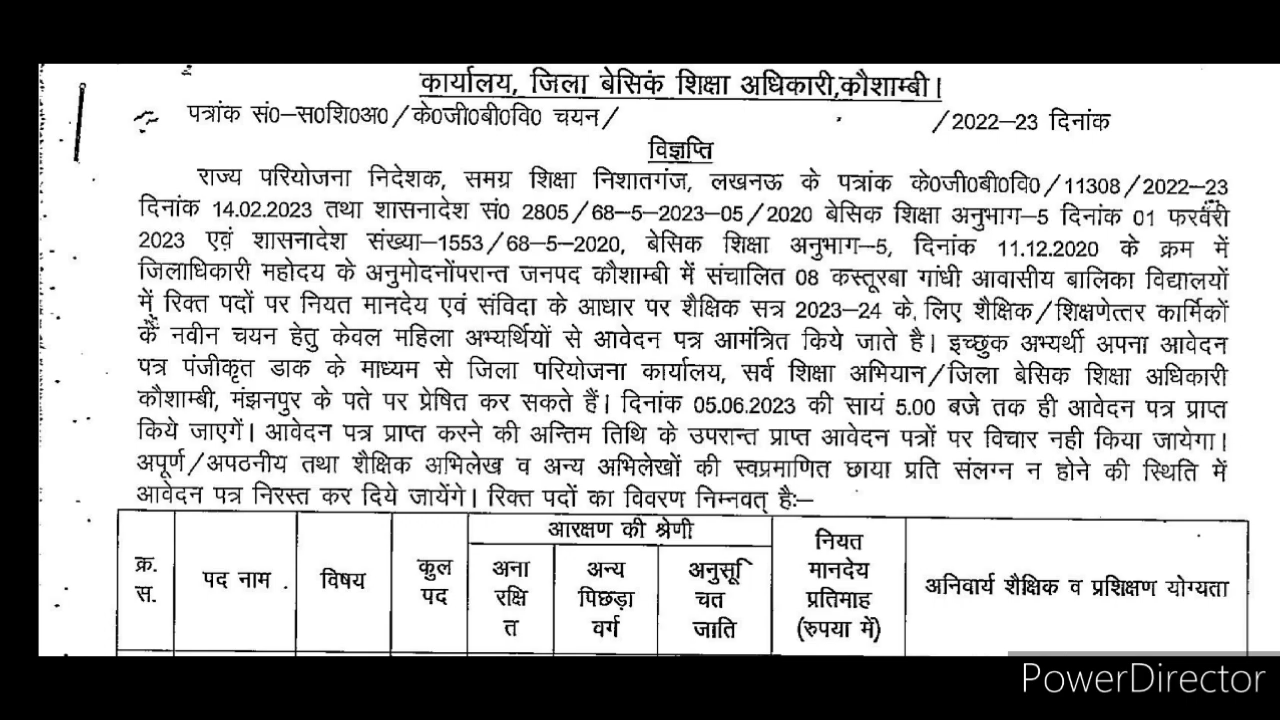 कार्यालय, जिला बेसिक शिक्षा अधिकारी,कौशाम्बी।
पत्रांक सं0–स0शि0अ0/के0जी0बी0वि0 चयन/ /2022–23 दिनांक
विज्ञप्ति
राज्य परियोजना निदेशक, समग्र शिक्षा निशातगंज, लखनऊ के पत्रांक के0जी0बी0वि0/11308/2022–23
दिनांक 14.02.2023 तथा शासनादेश सं0 2805/68–5–2023–05/2020 बेसिक शिक्षा अनुभाग–5 दिनांक 01 फरवरी
2023 एवं शासनादेश संख्या–1553/68–5–2020, बेसिक शिक्षा अनुभाग–5, दिनांक 11.12.2020 के क्रम में
जिलाधिकारी महोदय के अनुमोदनोंपरान्त जनपद कौशाम्बी में संचालित 08 कस्तूरबा गांधी आवासीय बालिका विद्यालयों
में रिक्त पदों पर नियत मानदेय एवं संविदा के आधार पर शैक्षिक सत्र 2023–24 के लिए शैक्षिक/शिक्षणेत्तर कार्मिकों
के नवीन चयन हेतु केवल महिला अभ्यर्थियों से आवेदन पत्र आमंत्रित किये जाते है। इच्छुक अभ्यर्थी अपना आवेदन
पत्र पंजीकृत डाक के माध्यम से जिला परियोजना कार्यालय, सर्व शिक्षा अभियान/जिला बेसिक शिक्षा अधिकारी
कौशाम्बी, मंझनपुर के पते पर प्रेषित कर सकते हैं। दिनांक 05.06.2023 की सायं 5.00 बजे तक ही आवेदन पत्र प्राप्त
किये जाएगें। आवेदन पत्र प्राप्त करने की अन्तिम तिथि के उपरान्त प्राप्त आवेदन पत्रों पर विचार नही किया जायेगा।
अपूर्ण/अपठनीय तथा शैक्षिक अभिलेख व अन्य अभिलेखों की स्वप्रमाणित छाया प्रति संलग्न न होने की स्थिति में
आवेदन पत्र निरस्त कर दिये जायेंगे। रिक्त पदों का विवरण निम्नवत् है:–
क्र.
स.
पद नाम
विषय
कुल
पद
आरक्षण की श्रेणी
अना
रक्षि
त
अन्य
पिछड़ा
वर्ग
अनुसूि
चत
जाति
नियत
मानदेय
प्रतिमाह
(रुपया में)
अनिवार्य शैक्षिक व प्रशिक्षण योग्यता
PowerDirector